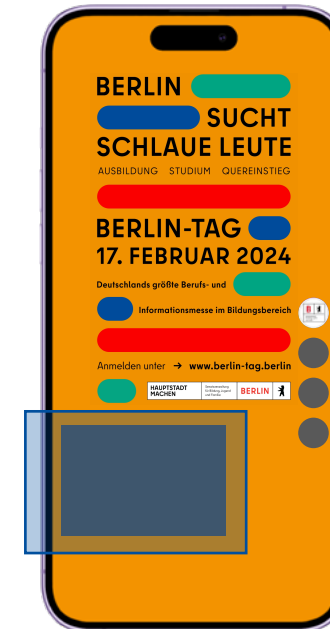 BERLIN
SUCHT
SCHLAUE LEUTE
AUSBILDUNG STUDIUM QUEREINSTIEG
BERLIN-TAG
17. FEBRUAR 2024
Deutschlands größte Berufs- und
Informationsmesse im Bildungsbereich
Anmelden unter → www.berlin-tag.berlin
HAUPTSTADT
MACHEN
BERLIN